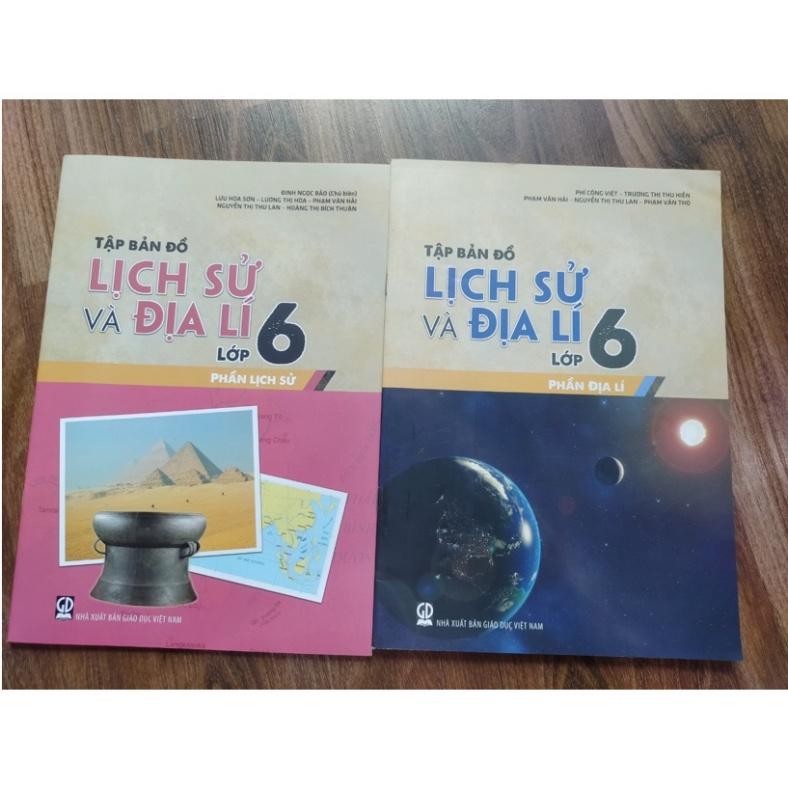 ĐINH NGỌC BẢO (Chủ biên)
LƯU HOA SƠN - LƯƠNG THỊ HÒA - PHẠM VĂN HẢI
NGUYỄN THỊ THU LAN - HOÀNG THỊ BÍCH THUẬN
TẬP BẢN ĐỒ
LỊCH SỬ
VÀ ĐỊA LÍ
LỚP 6
PHẦN LỊCH SỬ
GD
NHÀ XUẤT BẢN GIÁO DỤC VIỆT NAM
PHÍ CÔNG VIỆT - TRƯƠNG THỊ THU HIỀN
PHẠM VĂN HẢI - NGUYỄN THỊ THU LAN - PHẠM VĂN THỌ
TẬP BẢN ĐỒ
LỊCH SỬ
VÀ ĐỊA LÍ
LỚP 6
PHẦN ĐỊA LÍ
GD
NHÀ XUẤT BẢN GIÁO DỤC VIỆT NAM